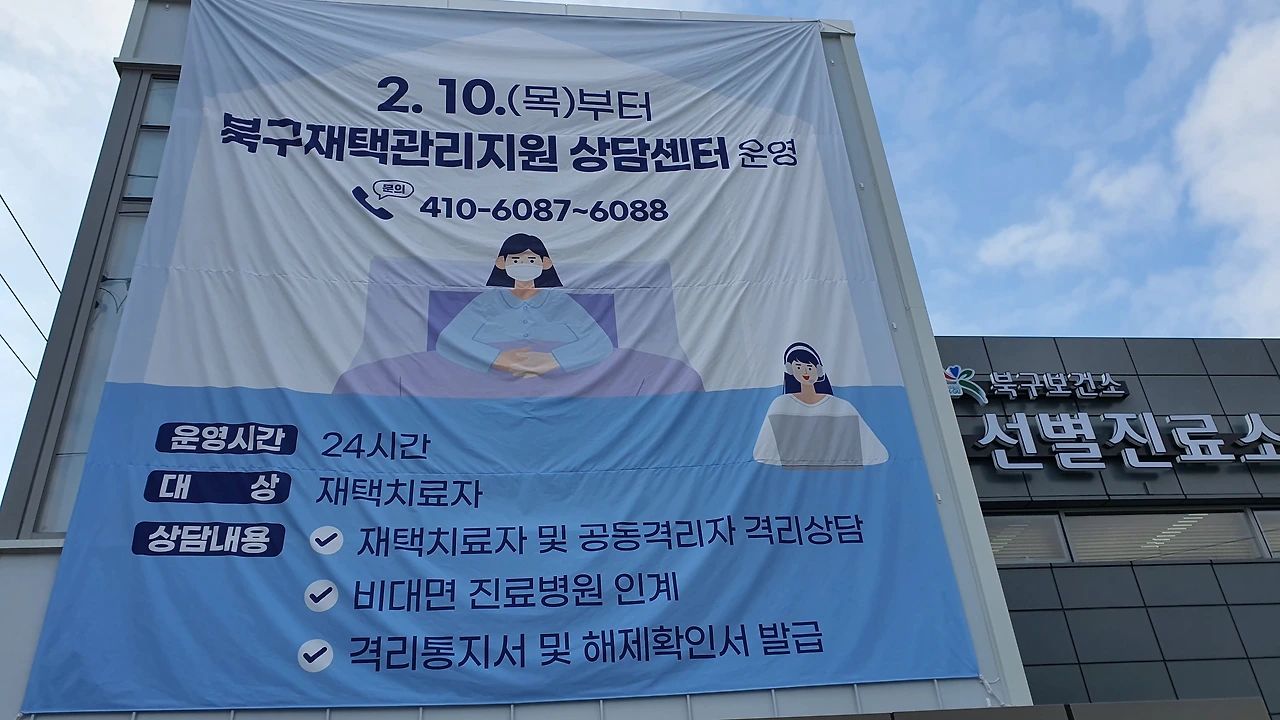 2. 10.(목)부터
북구재택관리지원 상담센터 운영
문의 410-6087~6088
운영시간 24시간
대 상 재택치료자
상담내용 재택치료자 및 공동격리자 격리상담
비대면 진료병원 인계
격리통지서 및 해제확인서 발급
북구보건소
선별진료소